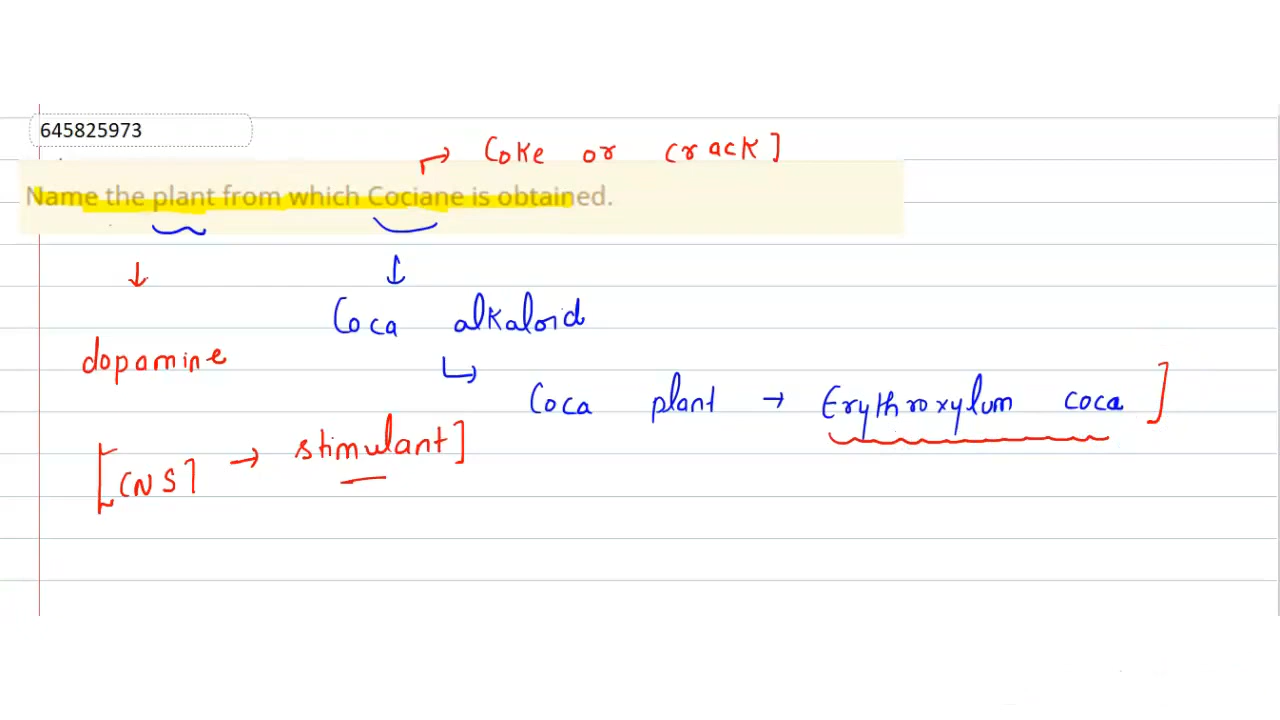 645825973
Coke or crack]
Name the plant from which Cociane is obtained.
Coca alkaloid
dopamine
Coca plant → Erythroxylum coca ]
[CNS] → stimulant]